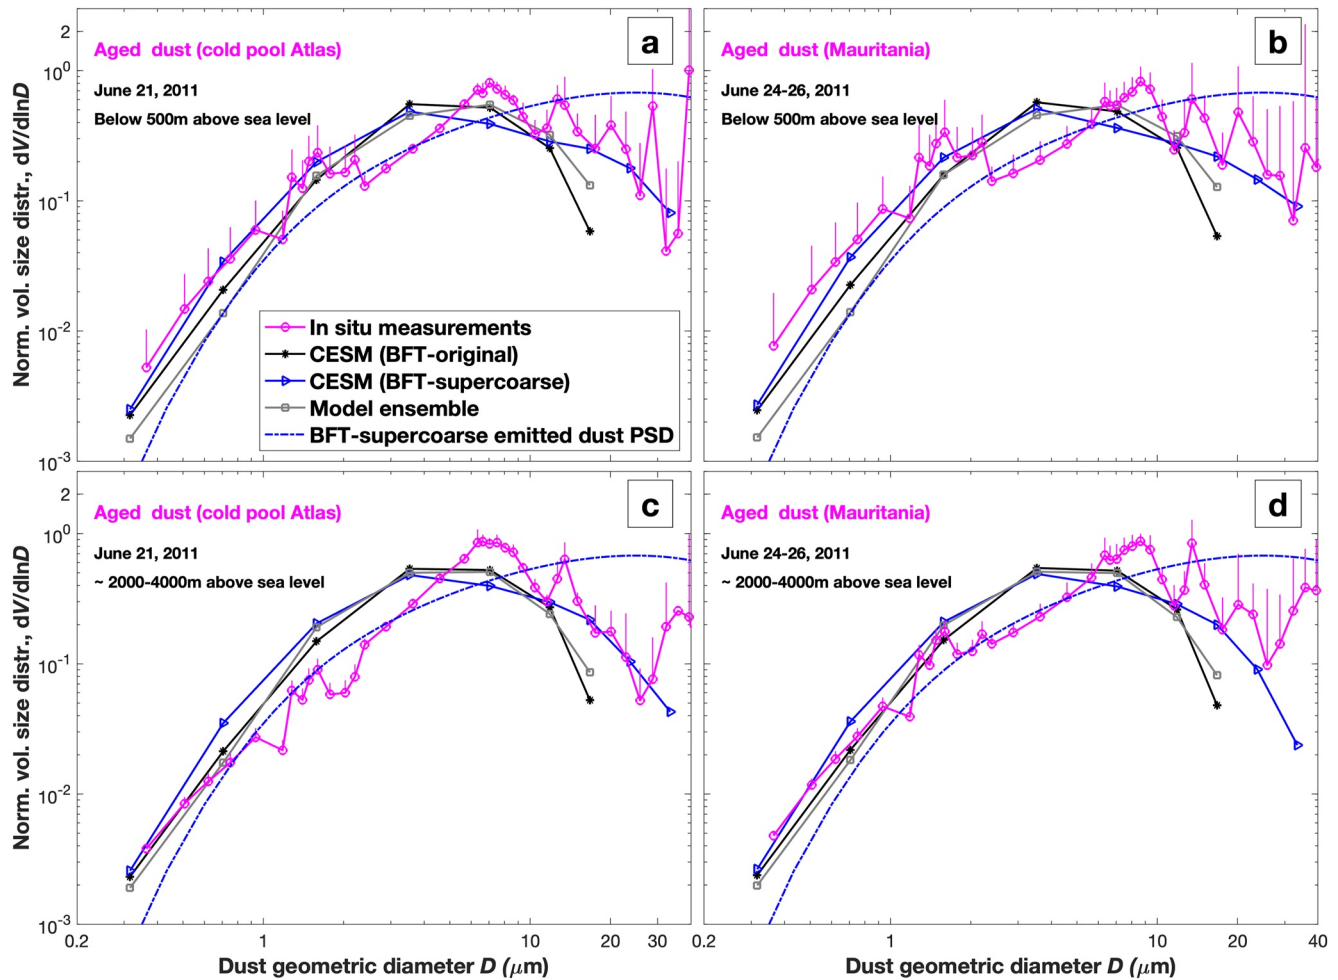 a
Aged dust (cold pool Atlas)
June 21, 2011
Below 500m above sea level
In situ measurements
CESM (BFT-original)
CESM (BFT-supercoarse)
Model ensemble
BFT-supercoarse emitted dust PSD
Norm. vol. size distr., dV/dlnD
2
10^0
10^-1
10^-2
10^-3
b
Aged dust (Mauritania)
June 24-26, 2011
Below 500m above sea level
c
Aged dust (cold pool Atlas)
June 21, 2011
~ 2000-4000m above sea level
Norm. vol. size distr., dV/dlnD
2
10^0
10^-1
10^-2
10^-3
0.2 1 10 20 30
Dust geometric diameter D (μm)
d
Aged dust (Mauritania)
June 24-26, 2011
~ 2000-4000m above sea level
0.2 1 10 20 40
Dust geometric diameter D (μm)